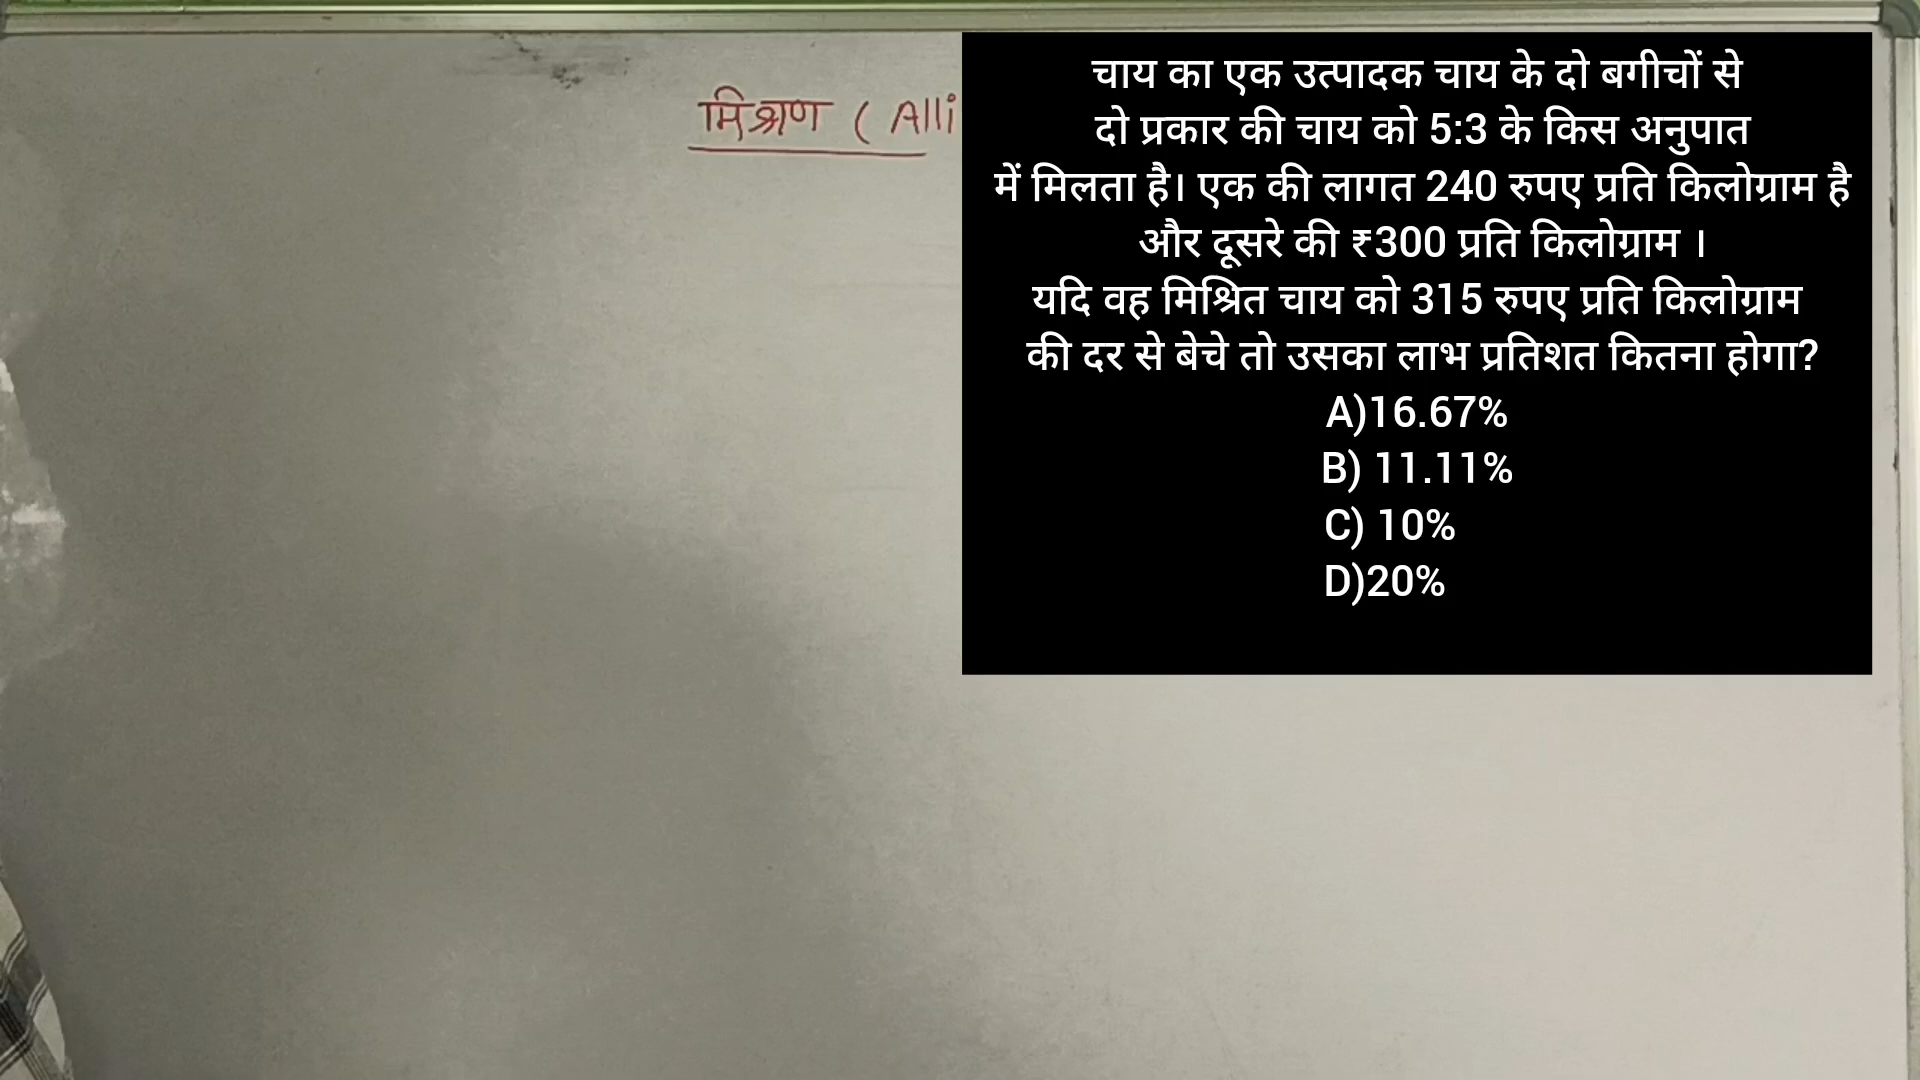 मिश्रण ( Alli
चाय का एक उत्पादक चाय के दो बगीचों से
दो प्रकार की चाय को 5:3 के किस अनुपात
में मिलता है। एक की लागत 240 रुपए प्रति किलोग्राम है
और दूसरे की ₹300 प्रति किलोग्राम ।
यदि वह मिश्रित चाय को 315 रुपए प्रति किलोग्राम
की दर से बेचे तो उसका लाभ प्रतिशत कितना होगा?
A)16.67%
B) 11.11%
C) 10%
D)20%